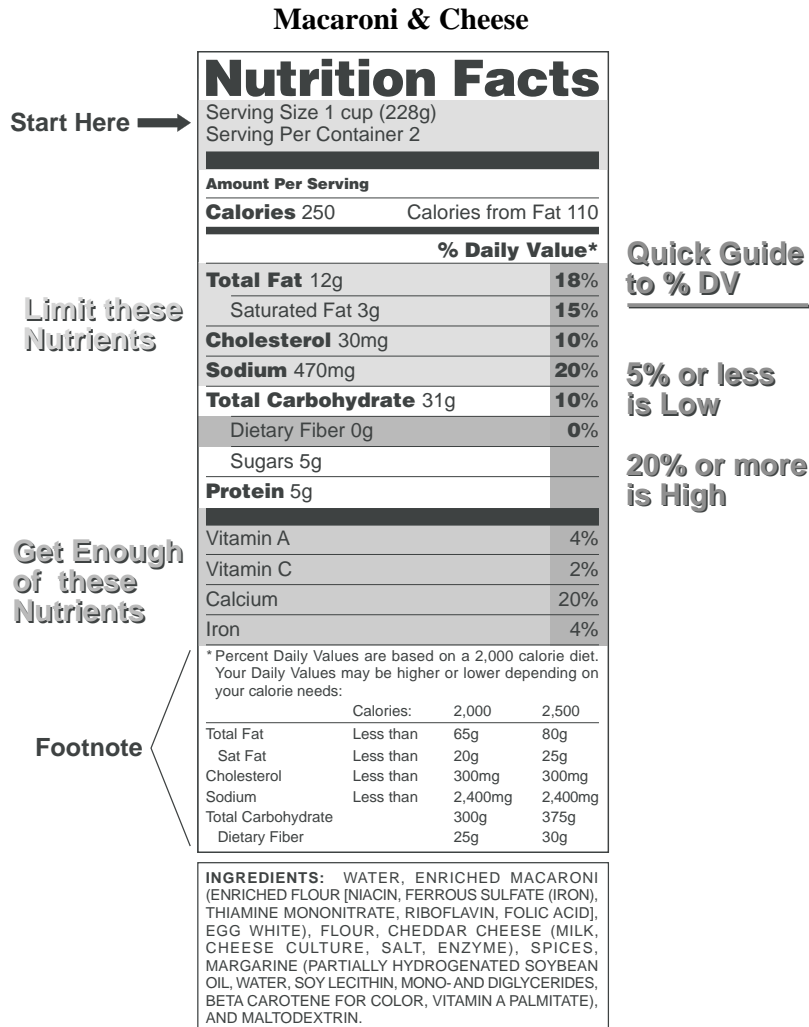 Macaroni & Cheese
Nutrition Facts
Start Here
Serving Size 1 cup (228g)
Serving Per Container 2
Amount Per Serving
Calories 250 Calories from Fat 110
% Daily Value*
Limit these
Nutrients
Total Fat 12g 18%
Saturated Fat 3g 15%
Cholesterol 30mg 10%
Sodium 470mg 20%
Total Carbohydrate 31g 10%
Dietary Fiber 0g 0%
Sugars 5g
Protein 5g
Quick Guide
to % DV
5% or less
is Low
20% or more
is High
Get Enough
of these
Nutrients
Vitamin A 4%
Vitamin C 2%
Calcium 20%
Iron 4%
Footnote
* Percent Daily Values are based on a 2,000 calorie diet.
Your Daily Values may be higher or lower depending on
your calorie needs:
Calories: 2,000 2,500
Total Fat Less than 65g 80g
Sat Fat Less than 20g 25g
Cholesterol Less than 300mg 300mg
Sodium Less than 2,400mg 2,400mg
Total Carbohydrate 300g 375g
Dietary Fiber 25g 30g
INGREDIENTS: WATER, ENRICHED MACARONI
(ENRICHED FLOUR [NIACIN, FERROUS SULFATE (IRON),
THIAMINE MONONITRATE, RIBOFLAVIN, FOLIC ACID],
EGG WHITE), FLOUR, CHEDDAR CHEESE (MILK,
CHEESE CULTURE, SALT, ENZYME), SPICES,
MARGARINE (PARTIALLY HYDROGENATED SOYBEAN
OIL, WATER, SOY LECITHIN, MONO- AND DIGLYCERIDES,
BETA CAROTENE FOR COLOR, VITAMIN A PALMITATE),
AND MALTODEXTRIN.